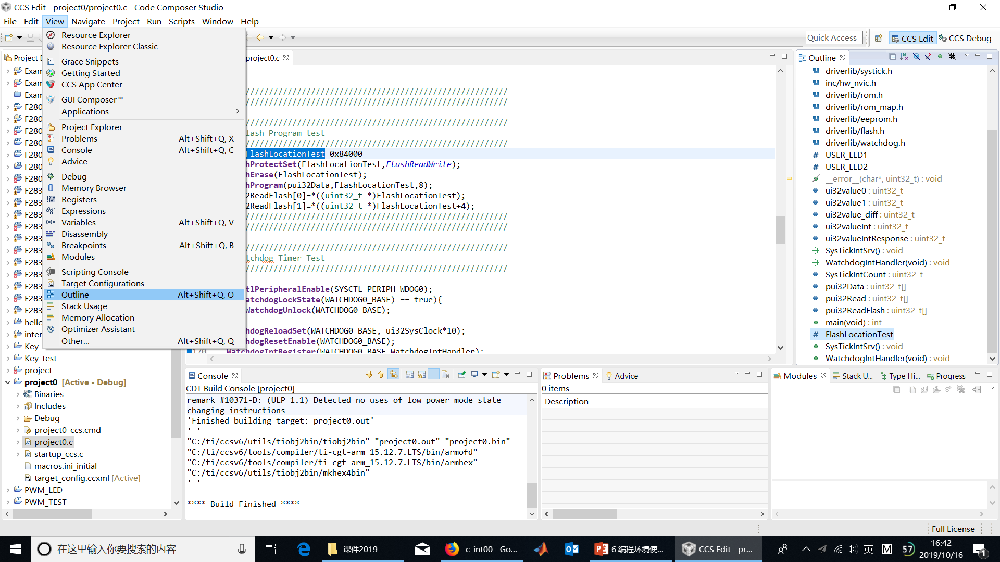 CCS Edit - project0/project0.c - Code Composer Studio
File Edit View Navigate Project Run Scripts Window Help
Quick Access
CCS Edit
CCS Debug
Resource Explorer
Resource Explorer Classic
Grace Snippets
Getting Started
CCS App Center
GUI Composer™
Applications
Project Explorer
Problems Alt+Shift+Q, X
Console Alt+Shift+Q, C
Advice
Debug
Memory Browser
Registers
Expressions
Variables Alt+Shift+Q, V
Disassembly
Breakpoints Alt+Shift+Q, B
Modules
Scripting Console
Target Configurations
Outline Alt+Shift+Q, O
Stack Usage
Memory Allocation
Optimizer Assistant
Other... Alt+Shift+Q, Q
Project E
Exam
Exam
Exam
F280
F280
F280
F280
F280
F280
F280
F283
F283
F283
F283
F283
F283
F283
F283
F283
F283
F283
hello
inter
Key_
Key_test
project
project0 [Active - Debug]
Binaries
Includes
Debug
project0_ccs.cmd
project0.c
startup_ccs.c
macros.ini_initial
target_config.ccxml [Active]
PWM_LED
PWM_TEST
project0.c
////////////////////////////////////////////////////////
////////////////////////////////////////////////////////
////////////////////////////////////////////////////////
lash Program test
////////////////////////////////////////////////////////
FlashLocationTest 0x84000
hProtectSet(FlashLocationTest,FlashReadWrite);
hErase(FlashLocationTest);
hProgram(pui32Data,FlashLocationTest,8);
2ReadFlash[0]=*((uint32_t *)FlashLocationTest);
2ReadFlash[1]=*((uint32_t *)FlashLocationTest+4);
////////////////////////////////////////////////////////
////////////////////////////////////////////////////////
////////////////////////////////////////////////////////
tchdog Timer Test
////////////////////////////////////////////////////////
tlPeripheralEnable(SYSCTL_PERIPH_WDOG0);
atchdogLockState(WATCHDOG0_BASE) == true){
WatchdogUnlock(WATCHDOG0_BASE);
hdogReloadSet(WATCHDOG0_BASE, ui32SysClock*10);
hdogResetEnable(WATCHDOG0_BASE);
170 WatchdogIntRegister(WATCHDOG0_BASE,WatchdogIntHandler);
Outline
driverlib/systick.h
inc/hw_nvic.h
driverlib/rom.h
driverlib/rom_map.h
driverlib/eeprom.h
driverlib/flash.h
driverlib/watchdog.h
USER_LED1
USER_LED2
__error__(char*, uint32_t) : void
ui32value0 : uint32_t
ui32value1 : uint32_t
ui32value_diff : uint32_t
ui32valueInt : uint32_t
ui32valueIntResponse : uint32_t
SysTickIntSrv() : void
WatchdogIntHandler(void) : void
SysTickIntCount : uint32_t
pui32Data : uint32_t[]
pui32Read : uint32_t[]
pui32ReadFlash : uint32_t[]
main(void) : int
FlashLocationTest
SysTickIntSrv() : void
WatchdogIntHandler(void) : void
Console
CDT Build Console [project0]
remark #10371-D: (ULP 1.1) Detected no uses of low power mode state
changing instructions
'Finished building target: project0.out'
' '
"C:/ti/ccsv6/utils/tiobj2bin/tiobj2bin" "project0.out" "project0.bin"
"C:/ti/ccsv6/tools/compiler/ti-cgt-arm_15.12.7.LTS/bin/armofd"
"C:/ti/ccsv6/tools/compiler/ti-cgt-arm_15.12.7.LTS/bin/armhex"
"C:/ti/ccsv6/utils/tiobj2bin/mkhex4bin"
' '
**** Build Finished ****
Problems Advice
0 items
Description
Modules Stack U... Type Hi... Progress
Full License
在这里输入你要搜索的内容
课件2019
_c_int00 - Go...
6 编程环境使...
CCS Edit - pr...
英
M
57
16:42
2019/10/16
1